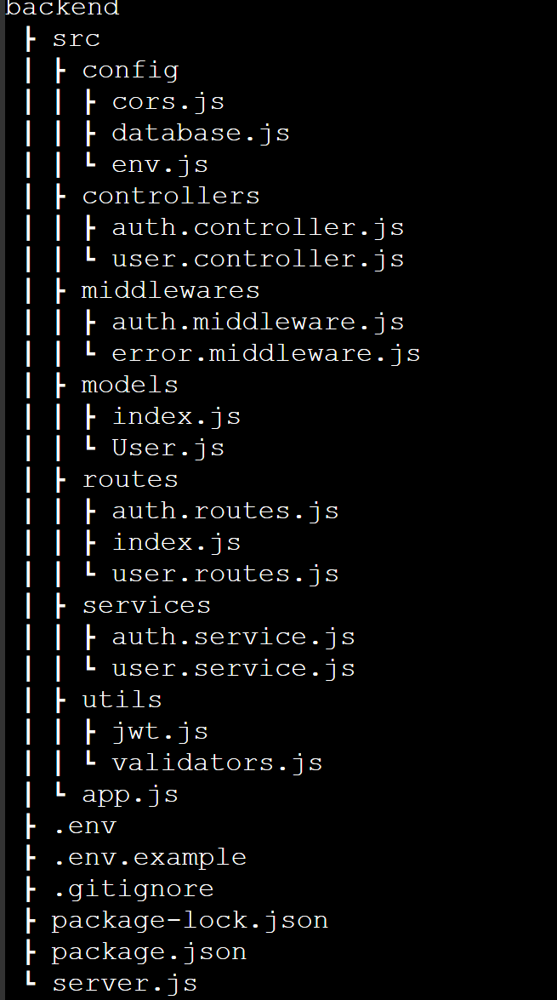 backend
┣ src
┃ ┣ config
┃ ┃ ┣ cors.js
┃ ┃ ┣ database.js
┃ ┃ ┗ env.js
┃ ┣ controllers
┃ ┃ ┣ auth.controller.js
┃ ┃ ┗ user.controller.js
┃ ┣ middlewares
┃ ┃ ┣ auth.middleware.js
┃ ┃ ┗ error.middleware.js
┃ ┣ models
┃ ┃ ┣ index.js
┃ ┃ ┗ User.js
┃ ┣ routes
┃ ┃ ┣ auth.routes.js
┃ ┃ ┣ index.js
┃ ┃ ┗ user.routes.js
┃ ┣ services
┃ ┃ ┣ auth.service.js
┃ ┃ ┗ user.service.js
┃ ┣ utils
┃ ┃ ┣ jwt.js
┃ ┃ ┗ validators.js
┃ ┗ app.js
┣ .env
┣ .env.example
┣ .gitignore
┣ package-lock.json
┣ package.json
┗ server.js